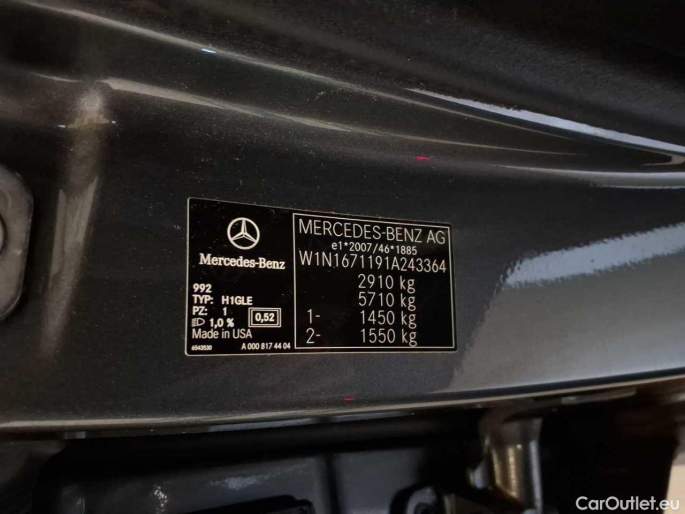 Mercedes-Benz
992
TYP: H1GLE
PZ: 1
1,0 % 0,52
Made in USA
6543530 A 000 817 44 04
MERCEDES-BENZ AG
e1*2007/46*1885
W1N1671191A243364
2910 kg
5710 kg
1- 1450 kg
2- 1550 kg
CarOutlet.eu